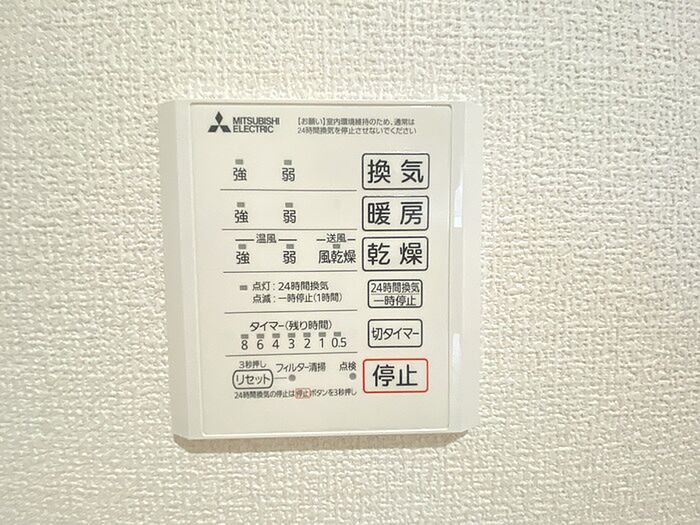 MITSUBISHI
ELECTRIC
【お願い】室内環境維持のため、通常は
24時間換気を停止させないでください
強 弱 換気
強 弱 暖房
温風 送風
強 弱 風乾燥 乾燥
点灯:24時間換気
点滅:一時停止(1時間)
24時間換気
一時停止
タイマー(残り時間)
8 6 4 3 2 1 0.5
切タイマー
3秒押し
リセット フィルター清掃 点検
停止
24時間換気の停止は停止ボタンを3秒押し